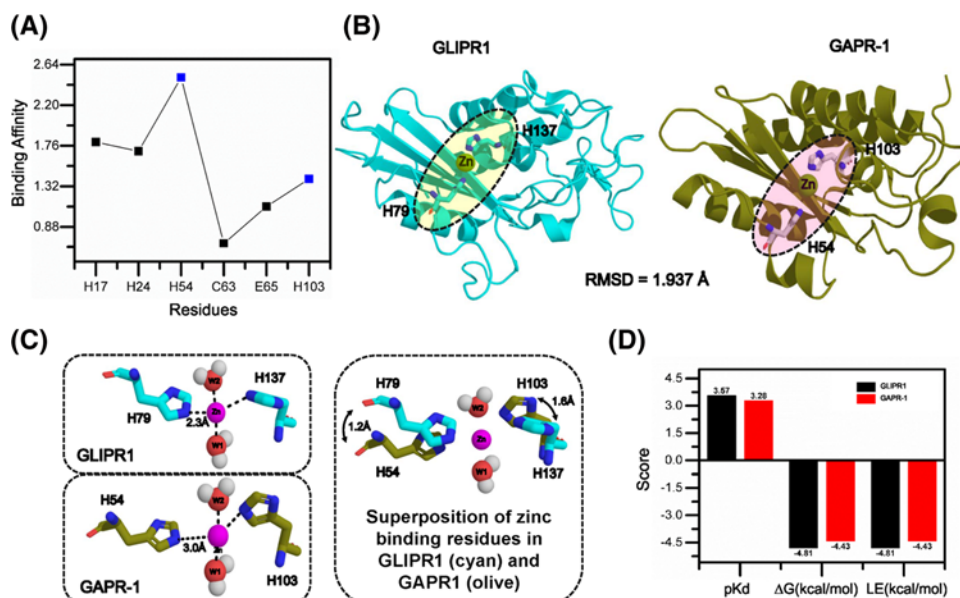 (A)
2.64
2.20
1.76
1.32
0.88
Binding Affinity
H17 H24 H54 C63 E65 H103
Residues
(B)
GLIPR1
GAPR-1
H137
Zn
H79
H103
Zn
H54
RMSD = 1.937 Å
(C)
W2
H137
H79
Zn
2.3Å
W1
GLIPR1
H54
W2
3.0Å
Zn
W1
H103
GAPR-1
H79
H103
W2
1.6Å
1.2Å
Zn
H54
W1
H137
Superposition of zinc
binding residues in
GLIPR1 (cyan) and
GAPR1 (olive)
(D)
4.5
3.0
1.5
0.0
-1.5
-3.0
-4.5
Score
3.57
3.28
GLIPR1
GAPR-1
-4.81
-4.43
-4.81
-4.43
pKd ΔG(kcal/mol) LE(kcal/mol)